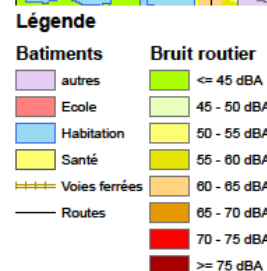 Légende
Batiments
autres
Ecole
Habitation
Santé
Voies ferrées
Routes
Bruit routier
<= 45 dBA
45 - 50 dBA
50 - 55 dBA
55 - 60 dBA
60 - 65 dBA
65 - 70 dBA
70 - 75 dBA
>= 75 dBA